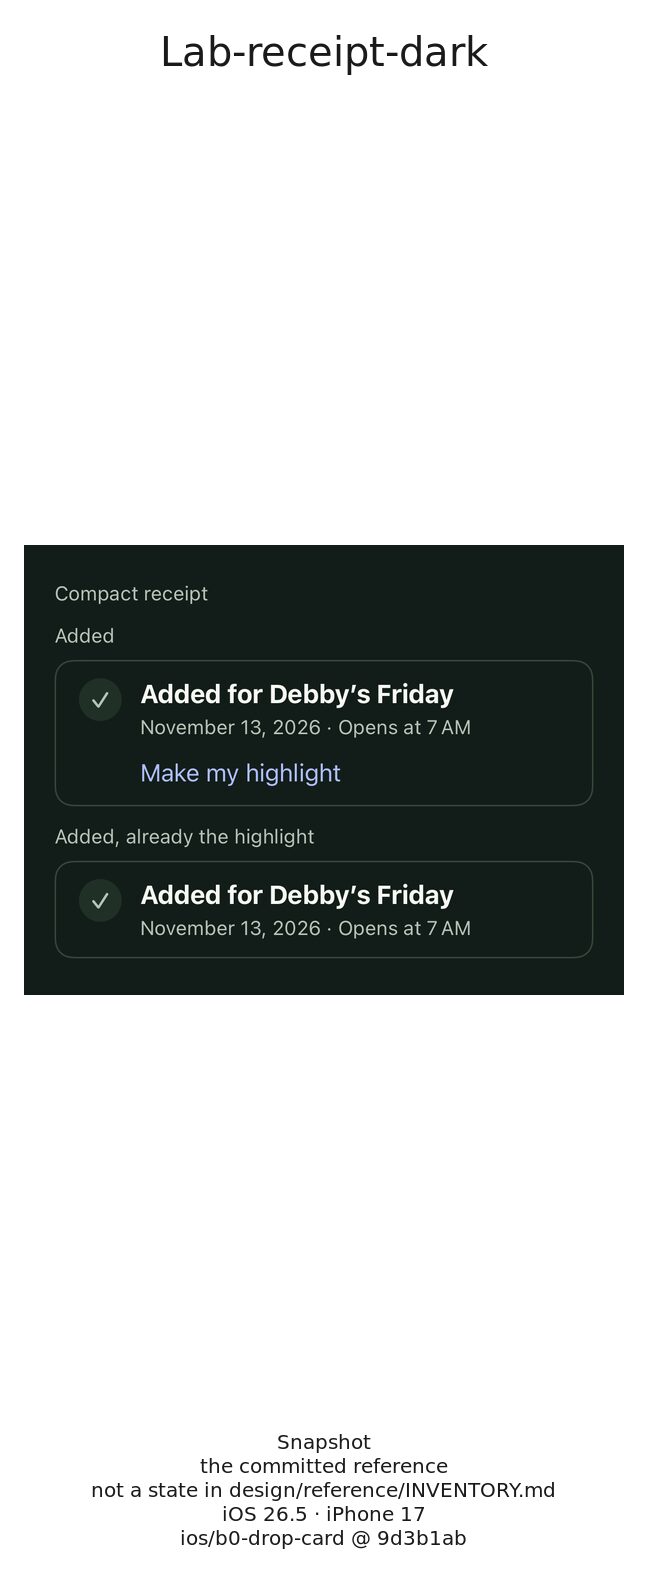 Lab-receipt-dark
Compact receipt
Added
Added for Debby’s Friday
November 13, 2026 · Opens at 7 AM
Make my highlight
Added, already the highlight
Added for Debby’s Friday
November 13, 2026 · Opens at 7 AM
Snapshot
the committed reference
not a state in design/reference/INVENTORY.md
iOS 26.5 · iPhone 17
ios/b0-drop-card @ 9d3b1ab